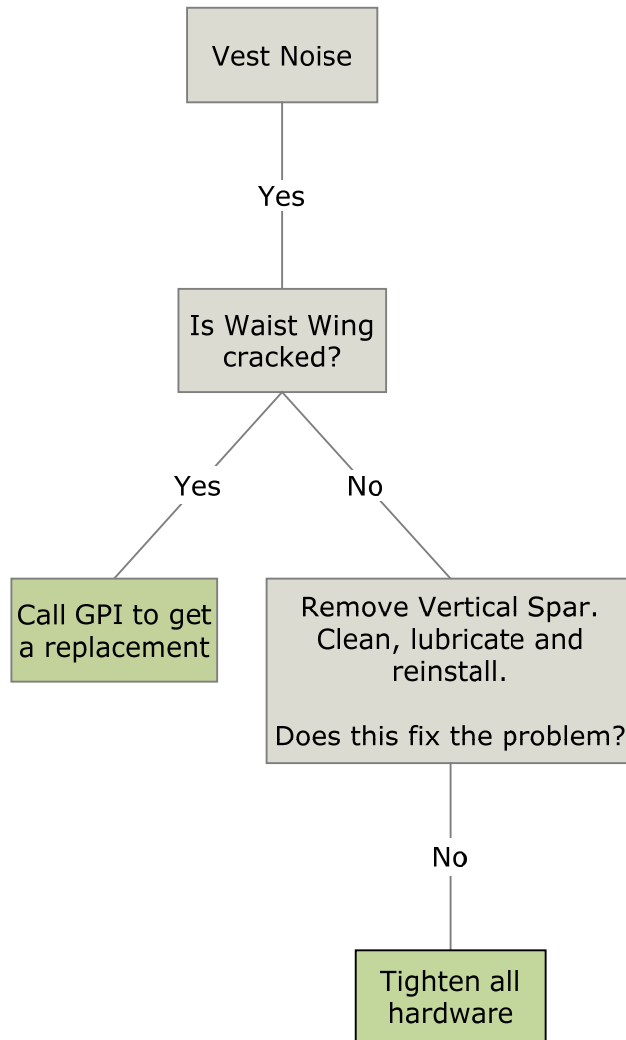 Vest Noise
Yes
Is Waist Wing
cracked?
Yes
No
Call GPI to get
a replacement
Remove Vertical Spar.
Clean, lubricate and
reinstall.
Does this fix the problem?
No
Tighten all
hardware